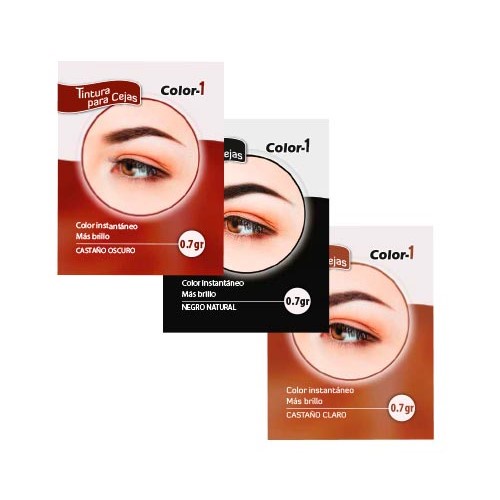 Tintura
para Cejas
Color-1
Color instantáneo
Más brillo
CASTAÑO OSCURO
0.7gr
ejas
Color-1
Color instantáneo
Más brillo
NEGRO NATURAL
0.7gr
Cejas
Color-1
Color instantáneo
Más brillo
CASTAÑO CLARO
0.7gr